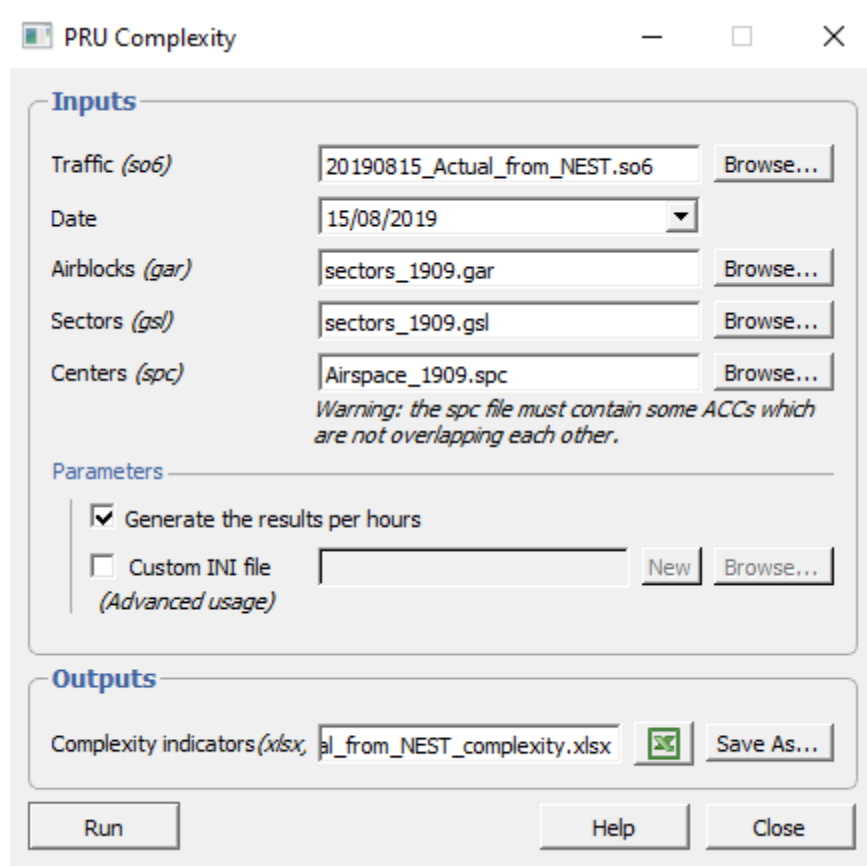 PRU Complexity
Inputs
Traffic (so6) 20190815_Actual_from_NEST.so6 Browse...
Date 15/08/2019
Airblocks (gar) sectors_1909.gar Browse...
Sectors (gsl) sectors_1909.gsl Browse...
Centers (spc) Airspace_1909.spc Browse...
Warning: the spc file must contain some ACCs which
are not overlapping each other.
Parameters
Generate the results per hours
Custom INI file New Browse...
(Advanced usage)
Outputs
Complexity indicators (xlsx, al_from_NEST_complexity.xlsx Save As...
Run Help Close